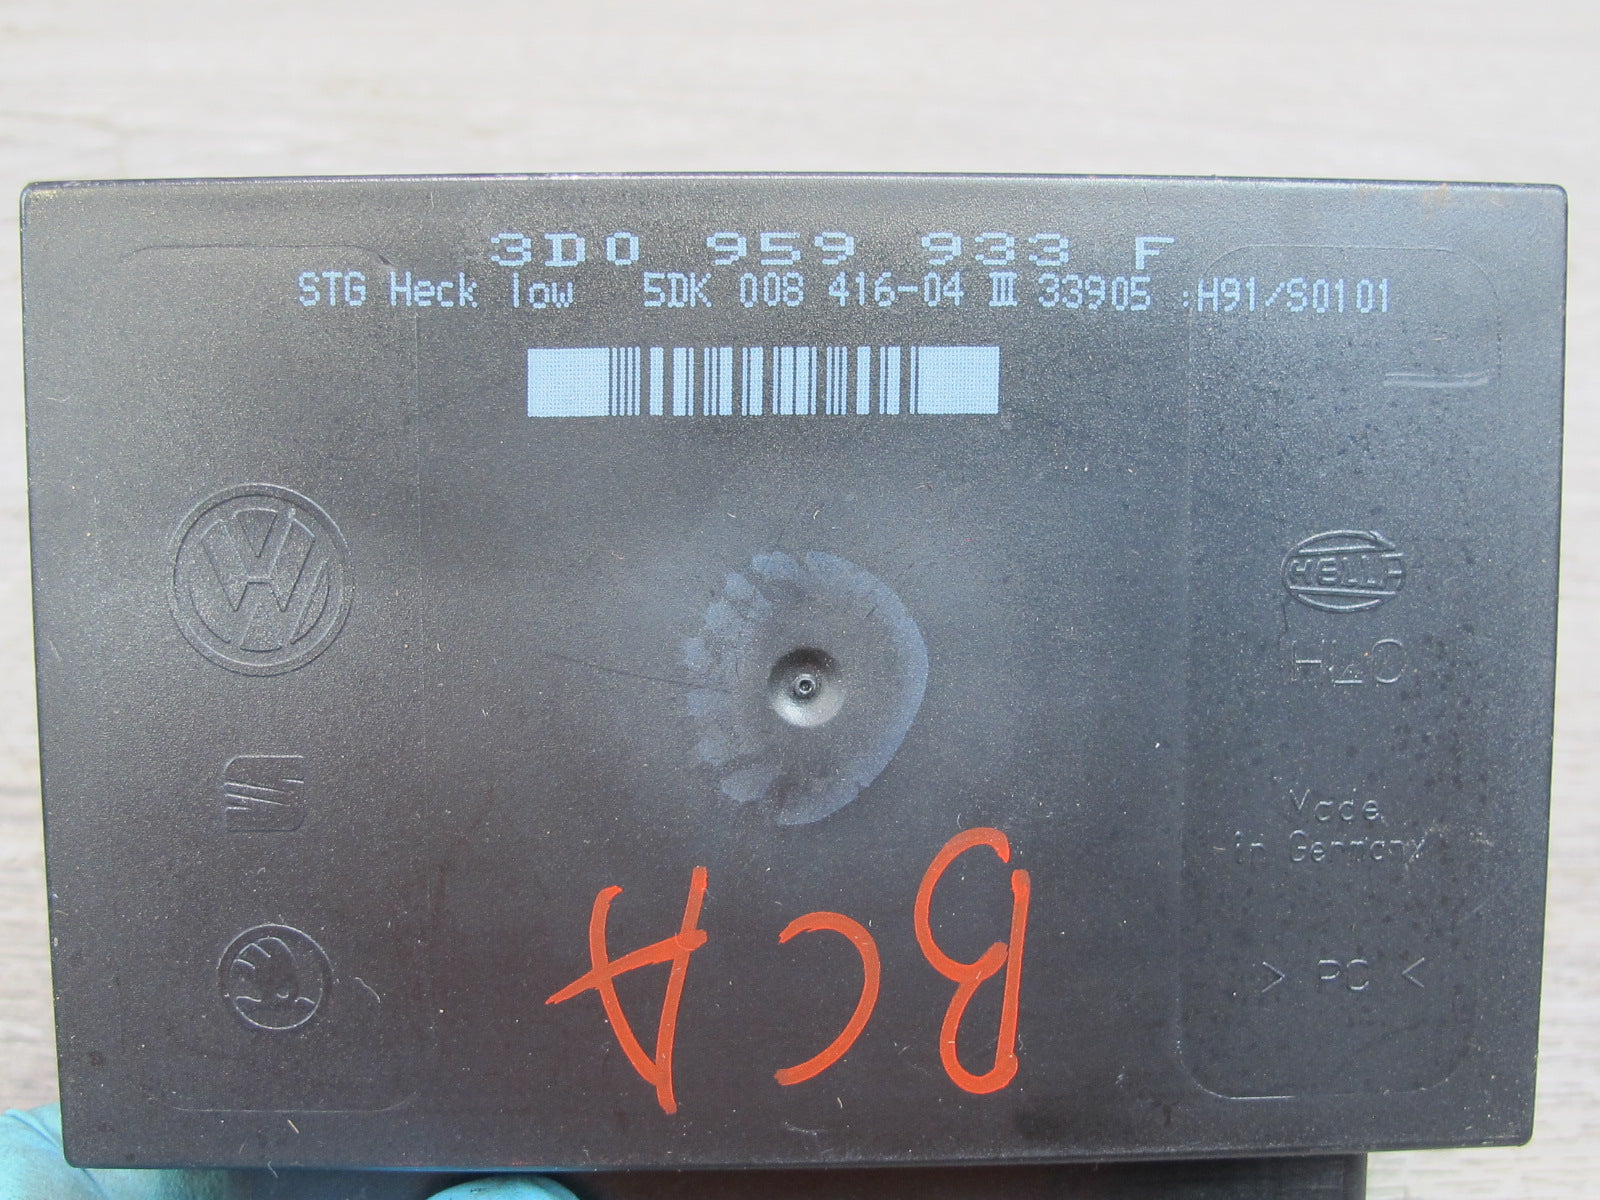 3D0 959 933 F
STG Heck low 5DK 008 416-04 III 33905 :H91/S0101
HELLA
Made
in Germany
> PC <
BCA